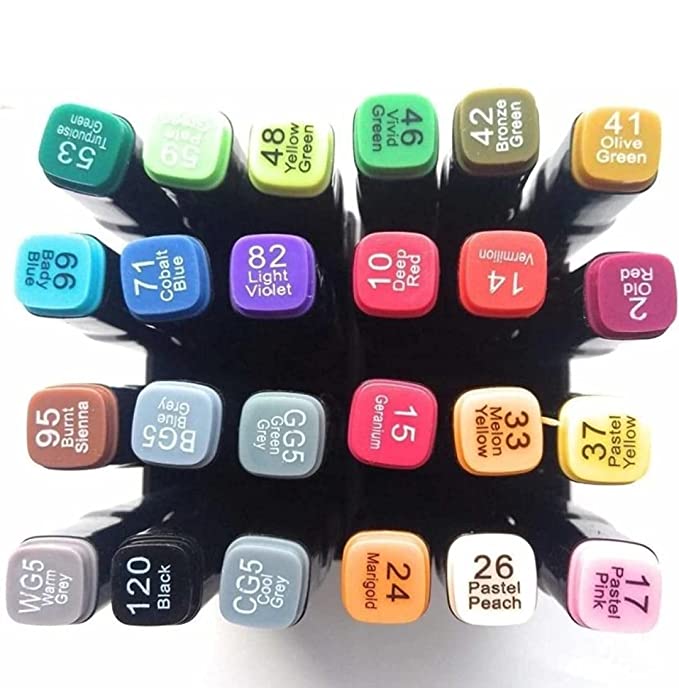 53
Turquoise
Green
59
Pale
Green
48
Yellow
Green
46
Vivid
Green
42
Bronze
Green
41
Olive
Green
66
Bady
Blue
71
Cobalt
Blue
82
Light
Violet
10
Deep
Red
14
Vermilion
2
Old
Red
95
Burnt
Sienna
BG5
Blue
Grey
GG5
Green
Grey
15
Geranium
33
Melon
Yellow
37
Pastel
Yellow
WG5
Warm
Grey
120
Black
CG5
Cool
Grey
24
Marigold
26
Pastel
Peach
17
Pastel
Pink